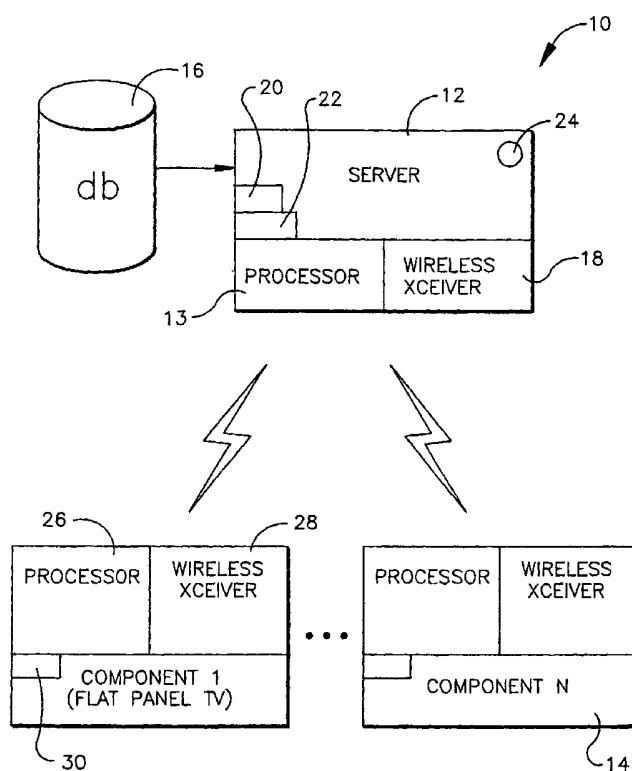 10
16
20
22
12
24
db
SERVER
PROCESSOR
WIRELESS
XCEIVER
18
13
26
28
PROCESSOR
WIRELESS
XCEIVER
PROCESSOR
WIRELESS
XCEIVER
COMPONENT 1
(FLAT PANEL TV)
COMPONENT N
30
14